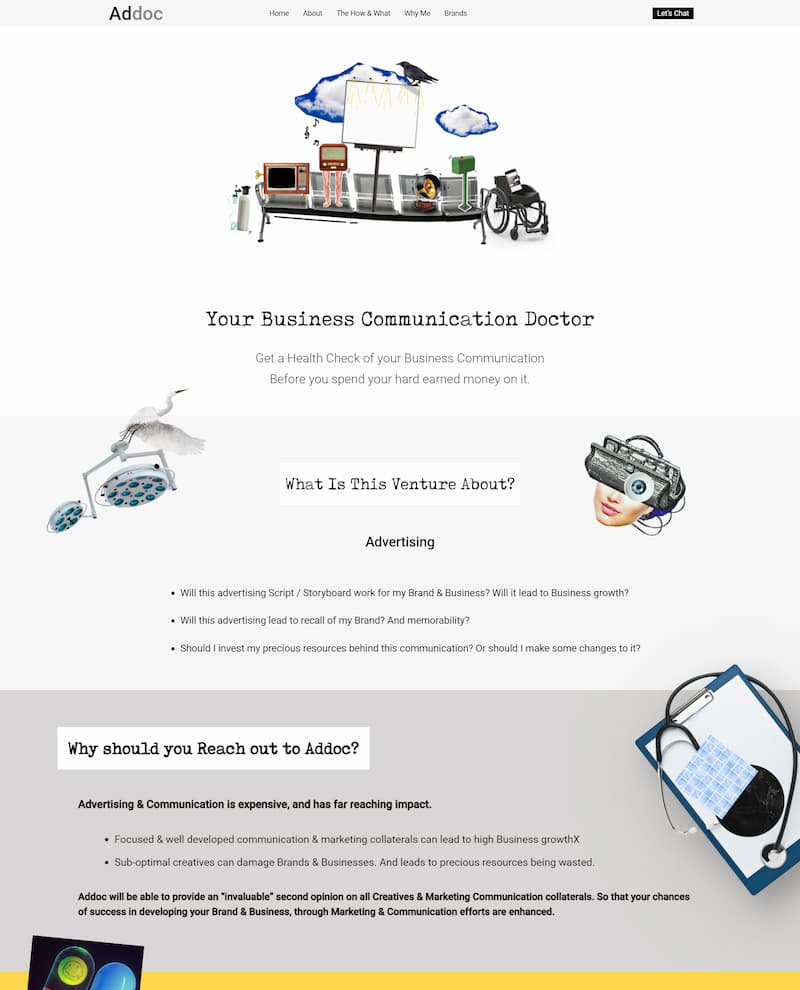 Addoc
Home About The How & What Why Me Brands
Let's Chat
Your Business Communication Doctor
Get a Health Check of your Business Communication
Before you spend your hard earned money on it.
What Is This Venture About?
Advertising
• Will this advertising Script / Storyboard work for my Brand & Business? Will it lead to Business growth?
• Will this advertising lead to recall of my Brand? And memorability?
• Should I invest my precious resources behind this communication? Or should I make some changes to it?
Why should you Reach out to Addoc?
Advertising & Communication is expensive, and has far reaching impact.
• Focused & well developed communication & marketing collaterals can lead to high Business growthX
• Sub-optimal creatives can damage Brands & Businesses. And leads to precious resources being wasted.
Addoc will be able to provide an “invaluable” second opinion on all Creatives & Marketing Communication collaterals. So that your chances
of success in developing your Brand & Business, through Marketing & Communication efforts are enhanced.